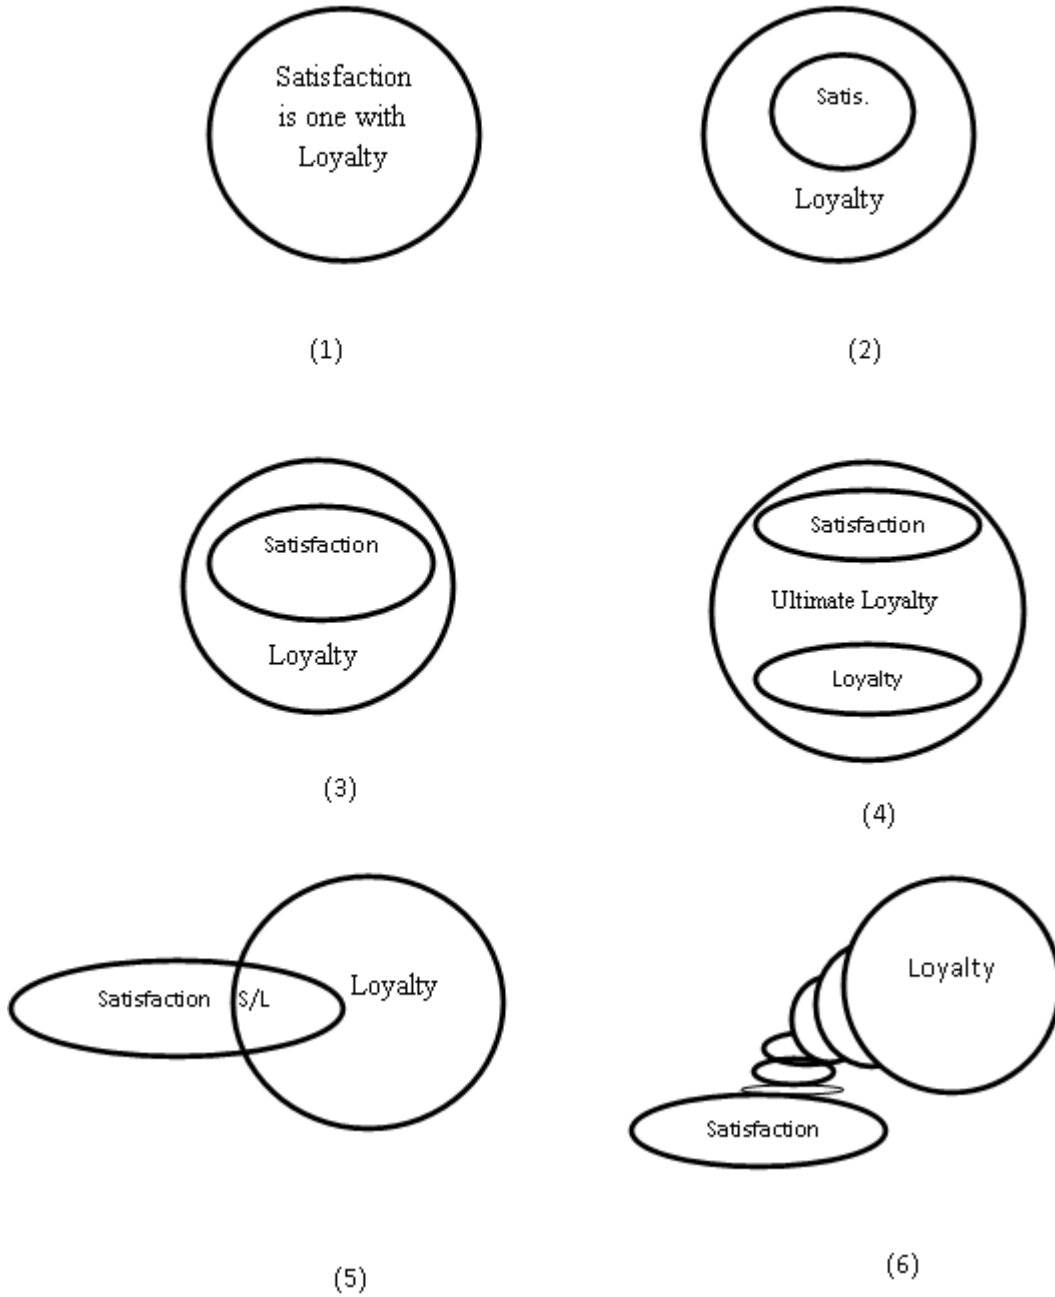 Satisfaction
is one with
Loyalty
Satis.
Loyalty
(1)
(2)
Satisfaction
Loyalty
Satisfaction
Ultimate Loyalty
Loyalty
(3)
(4)
Satisfaction S/L Loyalty
Loyalty
Satisfaction
(5)
(6)